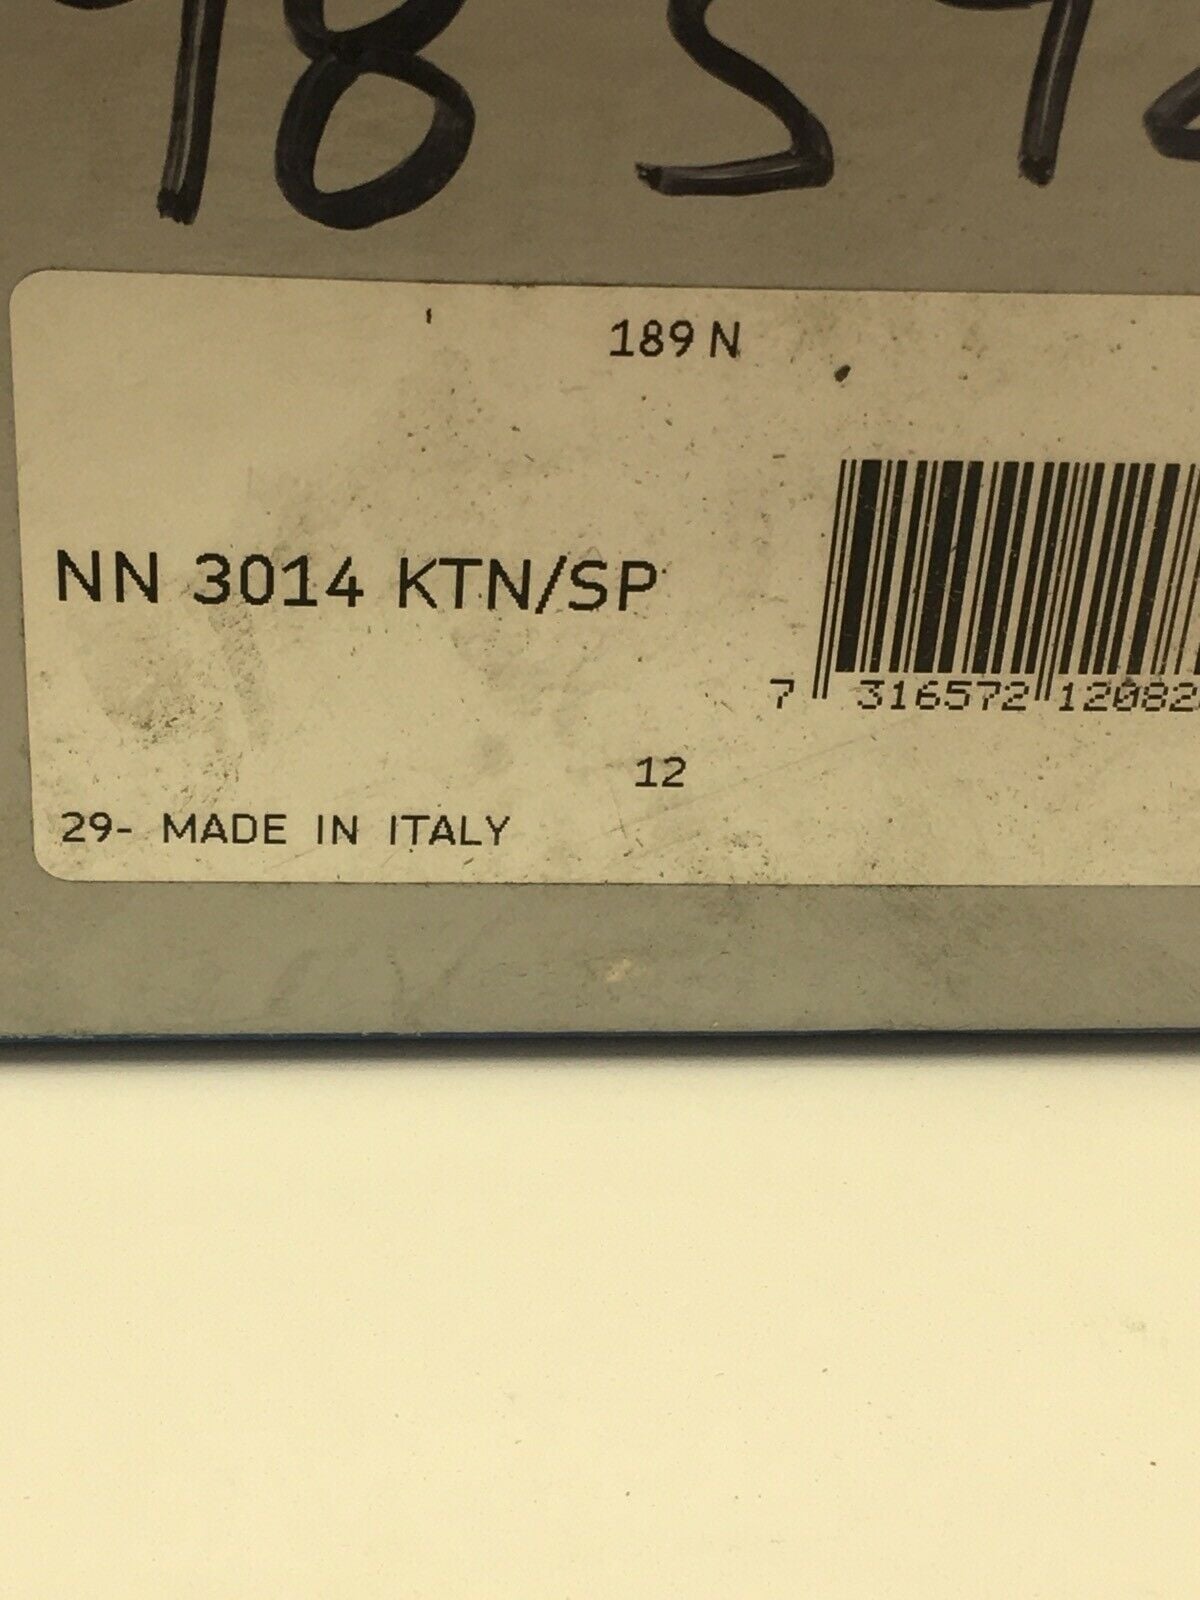 189 N
NN 3014 KTN/SP
7 316572 12082
12
29- MADE IN ITALY